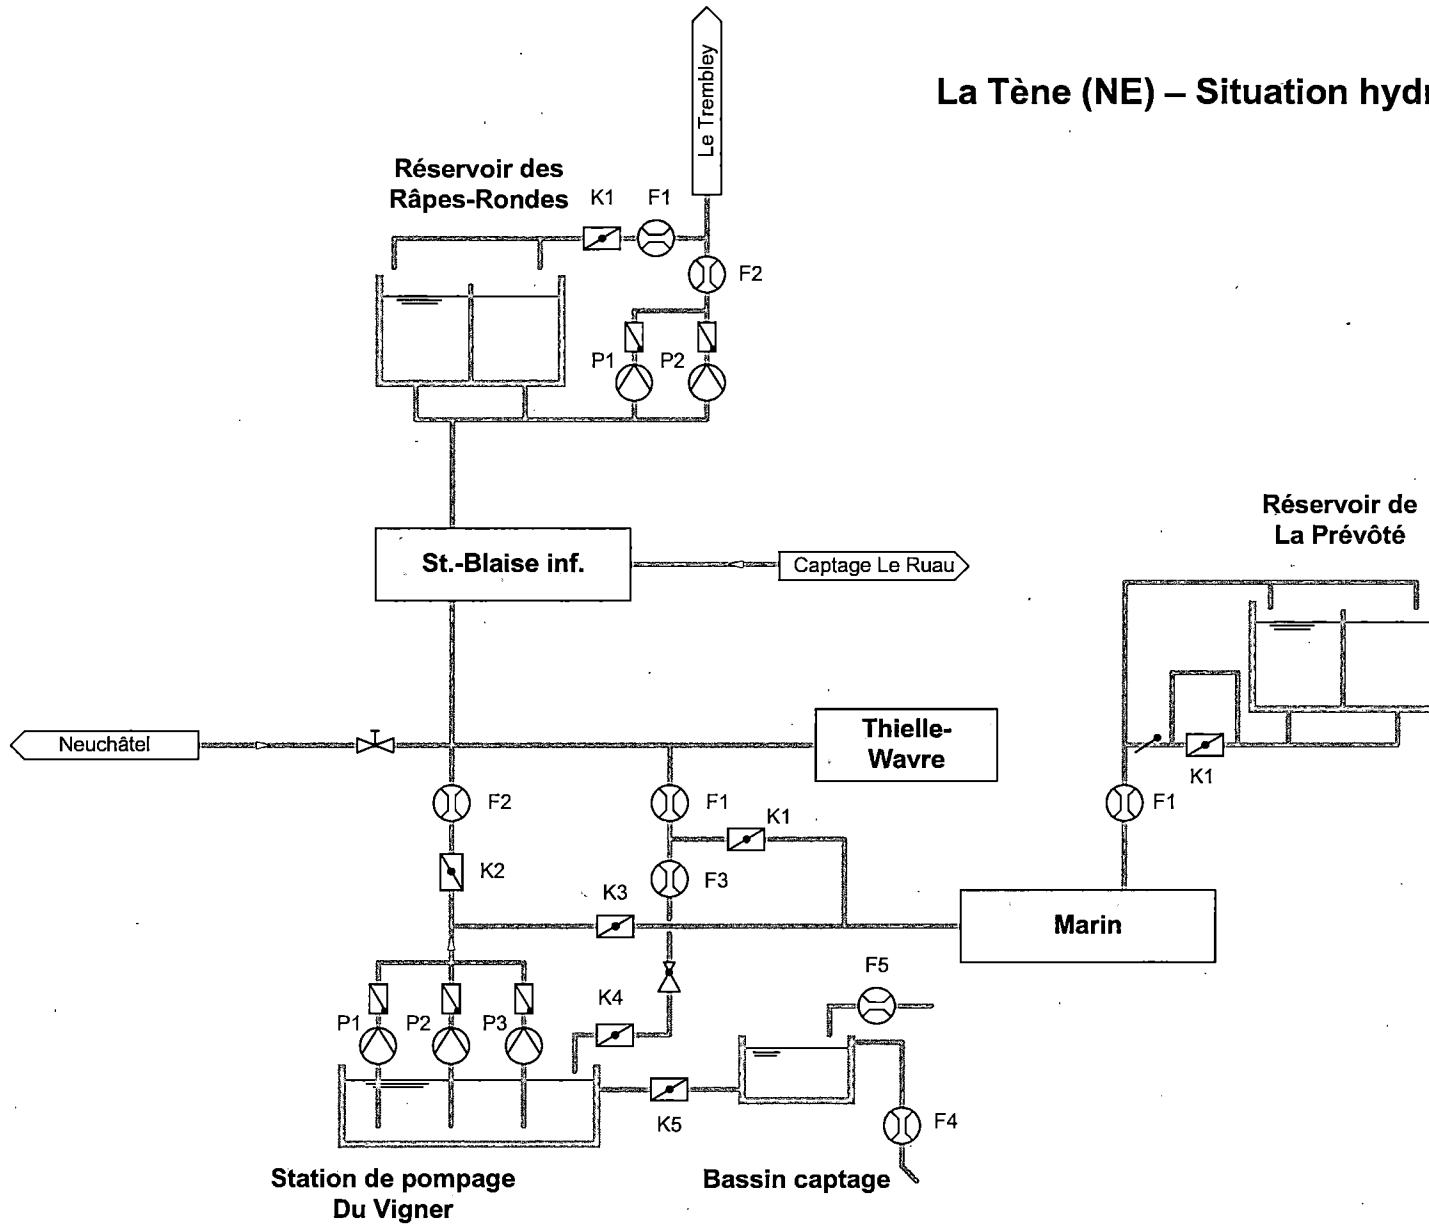 Le Trembley
La Tène (NE) – Situation hydr
Réservoir des
Râpes-Rondes
K1
F1
F2
P1
P2
Réservoir de
La Prévôté
St.-Blaise inf.
Captage Le Ruau
Neuchâtel
Thielle-
Wavre
K1
F2
F1
F1
K1
K2
F3
K3
Marin
F5
K4
P1
P2
P3
K5
F4
Station de pompage
Du Vigner
Bassin captage